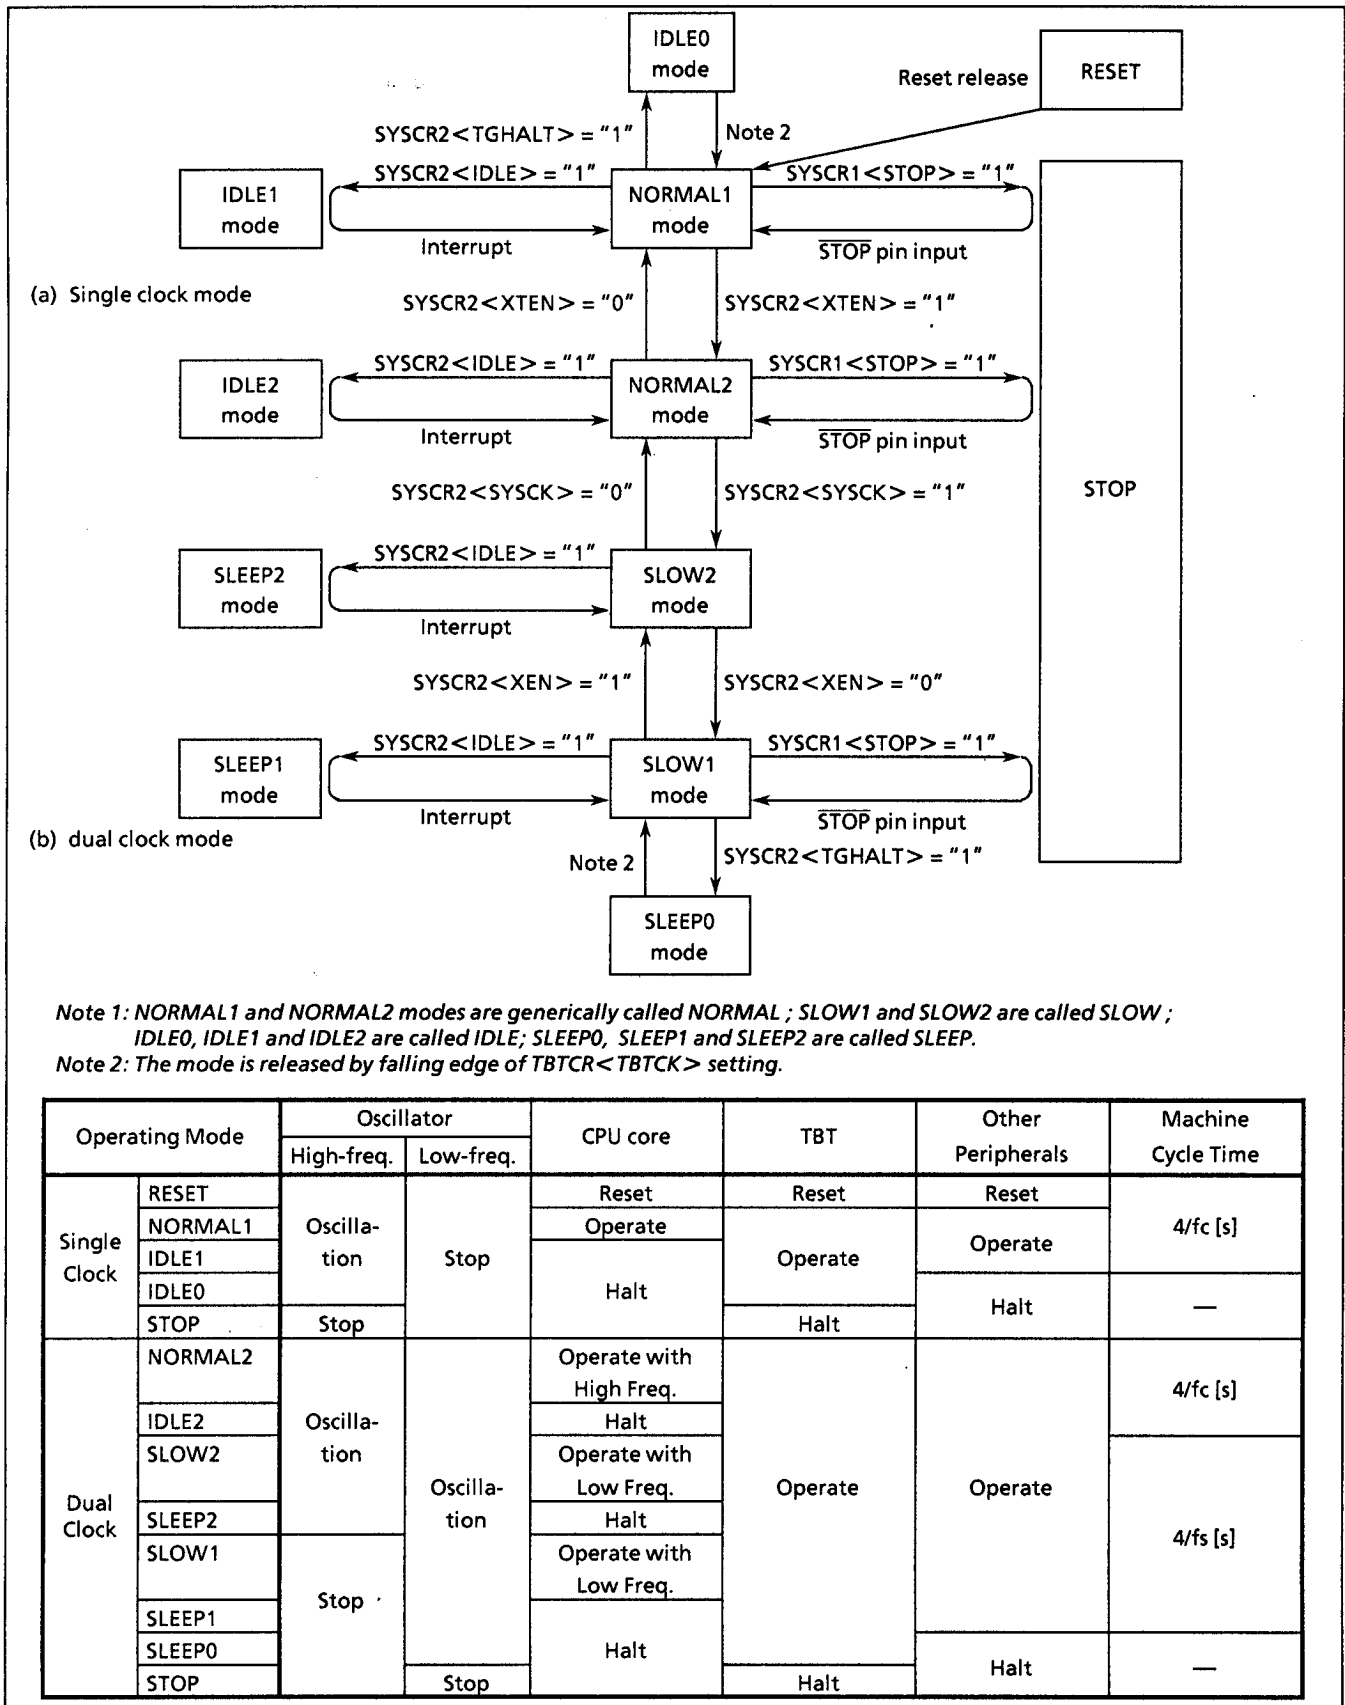 IDLE0
mode
Reset release
RESET
SYSCR2<TGHALT> = "1"
Note 2
IDLE1
mode
SYSCR2<IDLE> = "1"
Interrupt
NORMAL1
mode
SYSCR1<STOP> = "1"
STOP pin input
(a) Single clock mode
SYSCR2<XTEN> = "0"
SYSCR2<XTEN> = "1"
IDLE2
mode
SYSCR2<IDLE> = "1"
Interrupt
NORMAL2
mode
SYSCR1<STOP> = "1"
STOP pin input
STOP
SYSCR2<SYSCK> = "0"
SYSCR2<SYSCK> = "1"
SLEEP2
mode
SYSCR2<IDLE> = "1"
Interrupt
SLOW2
mode
SYSCR2<XEN> = "1"
SYSCR2<XEN> = "0"
SLEEP1
mode
SYSCR2<IDLE> = "1"
Interrupt
SLOW1
mode
SYSCR1<STOP> = "1"
STOP pin input
(b) dual clock mode
Note 2
SYSCR2<TGHALT> = "1"
SLEEP0
mode
Note 1: NORMAL1 and NORMAL2 modes are generically called NORMAL ; SLOW1 and SLOW2 are called SLOW ;
IDLE0, IDLE1 and IDLE2 are called IDLE; SLEEP0, SLEEP1 and SLEEP2 are called SLEEP.
Note 2: The mode is released by falling edge of TBTCR<TBTCK> setting.
Operating Mode
Oscillator
High-freq.
Low-freq.
CPU core
TBT
Other
Peripherals
Machine
Cycle Time
Single
Clock
RESET
NORMAL1
IDLE1
IDLE0
STOP
Oscilla-
tion
Stop
Stop
Reset
Operate
Halt
Reset
Operate
Halt
Reset
Operate
Halt
4/fc [s]
—
Dual
Clock
NORMAL2
IDLE2
SLOW2
SLEEP2
SLOW1
SLEEP1
SLEEP0
STOP
Oscilla-
tion
Stop
Oscilla-
tion
Stop
Operate with
High Freq.
Halt
Operate with
Low Freq.
Halt
Operate with
Low Freq.
Halt
Operate
Halt
Operate
Halt
4/fc [s]
4/fs [s]
—